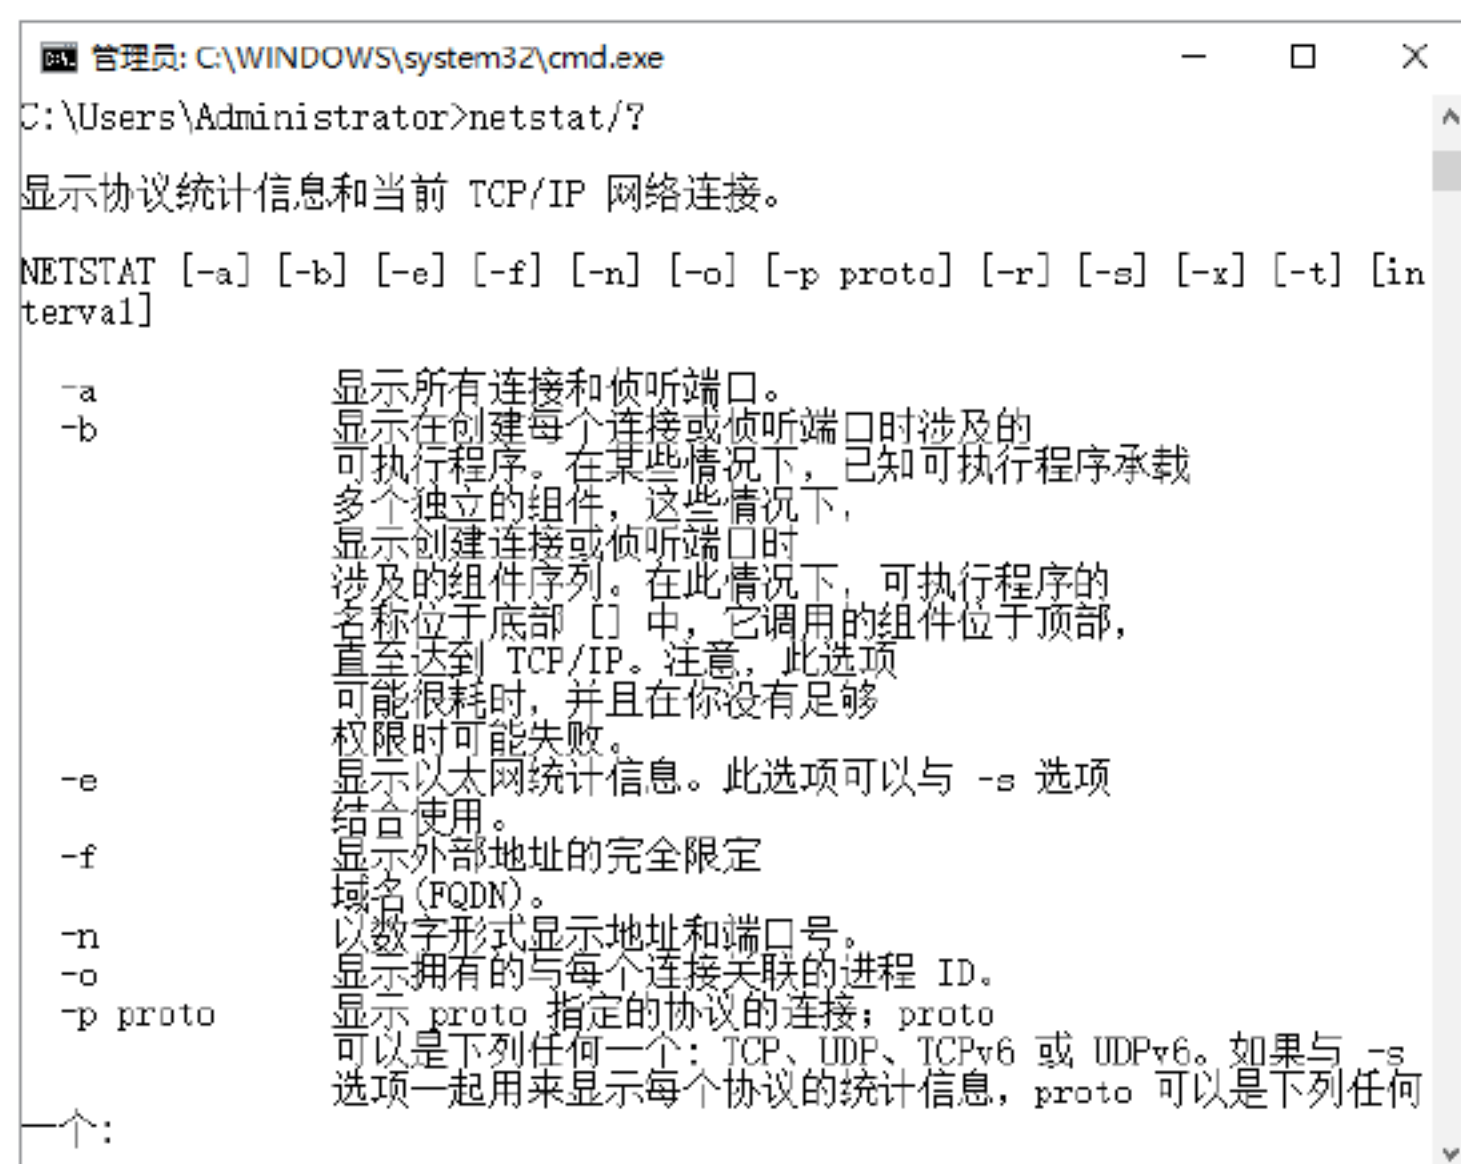 管理员: C:\WINDOWS\system32\cmd.exe
C:\Users\Administrator>netstat/?
显示协议统计信息和当前 TCP/IP 网络连接。
NETSTAT [-a] [-b] [-e] [-f] [-n] [-o] [-p proto] [-r] [-s] [-x] [-t] [in
terval]
-a 显示所有连接和侦听端口。
-b 显示在创建每个连接或侦听端口时涉及的
可执行程序。在某些情况下，已知可执行程序承载
多个独立的组件，这些情况下，
显示创建连接或侦听端口时
涉及的组件序列。在此情况下，可执行程序的
名称位于底部 [] 中，它调用的组件位于顶部，
直至达到 TCP/IP。注意，此选项
可能很耗时，并且在你没有足够
权限时可能失败。
-e 显示以太网统计信息。此选项可以与 -s 选项
结合使用。
-f 显示外部地址的完全限定
域名(FQDN)。
-n 以数字形式显示地址和端口号。
-o 显示拥有的与每个连接关联的进程 ID。
-p proto 显示 proto 指定的协议的连接；proto
可以是下列任何一个: TCP、UDP、TCPv6 或 UDPv6。如果与 -s
选项一起用来显示每个协议的统计信息，proto 可以是下列任何
一个: